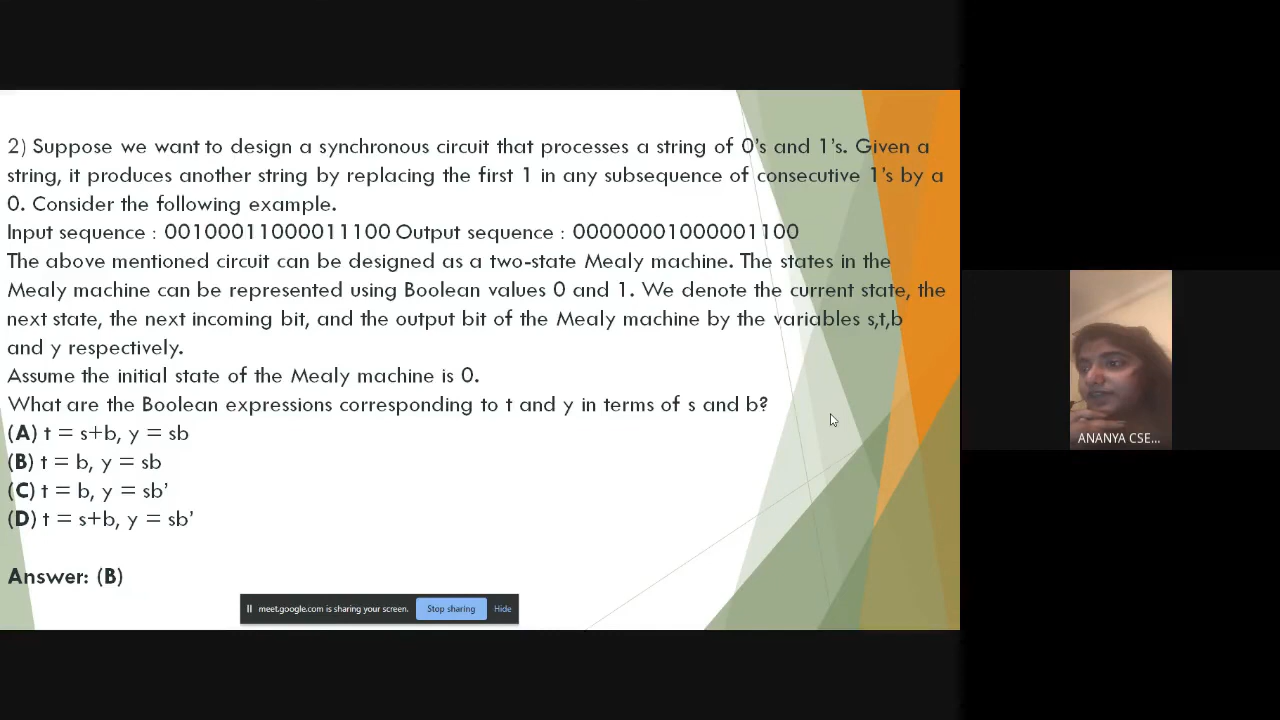 2) Suppose we want to design a synchronous circuit that processes a string of 0's and 1's. Given a
string, it produces another string by replacing the first 1 in any subsequence of consecutive 1's by a
0. Consider the following example.
Input sequence : 00100011000011100 Output sequence : 00000001000001100
The above mentioned circuit can be designed as a two-state Mealy machine. The states in the
Mealy machine can be represented using Boolean values 0 and 1. We denote the current state, the
next state, the next incoming bit, and the output bit of the Mealy machine by the variables s,t,b
and y respectively.
Assume the initial state of the Mealy machine is 0.
What are the Boolean expressions corresponding to t and y in terms of s and b?
(A) t = s+b, y = sb
(B) t = b, y = sb
(C) t = b, y = sb’
(D) t = s+b, y = sb’
Answer: (B)
meet.google.com is sharing your screen. Stop sharing Hide
ANANYA CSE...